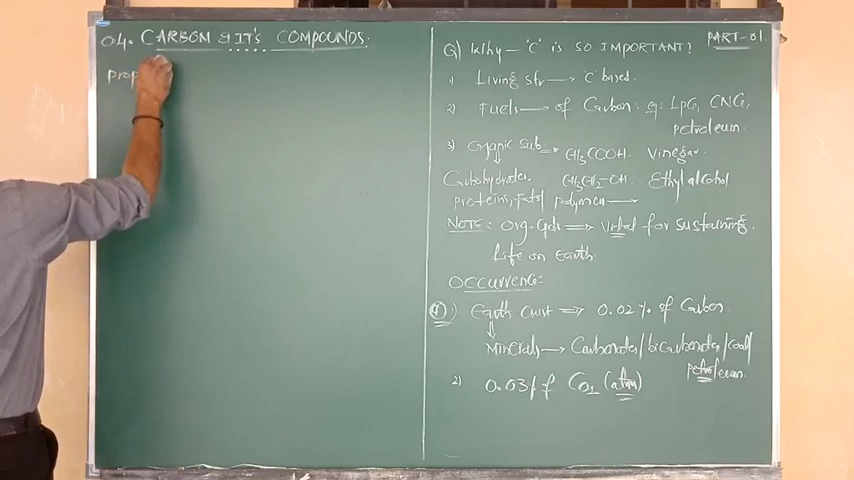 04. CARBON & IT'S COMPOUNDS.
prop
PART-01.
Q) Why - "C" is so IMPORTANT?
1) Living str → 'C' based.
2) Fuels → of Carbon: eg: LPG, CNG,
petroleum.
3) Organic sub ⇒ CH3COOH. Vinegar.
Carbohydrates, CH3CH2-OH. Ethyl alcohol
proteins, fats / polymers →
NOTE: Org. Cpds ⇒ Vital for sustaining
life on Earth.
OCCURRENCE:
1) Earth crust ⇒ 0.02% of Carbon.
Minerals → Carbonates/bicarbonates/coal/
petroleum.
2) 0.03% of CO2 (atm)